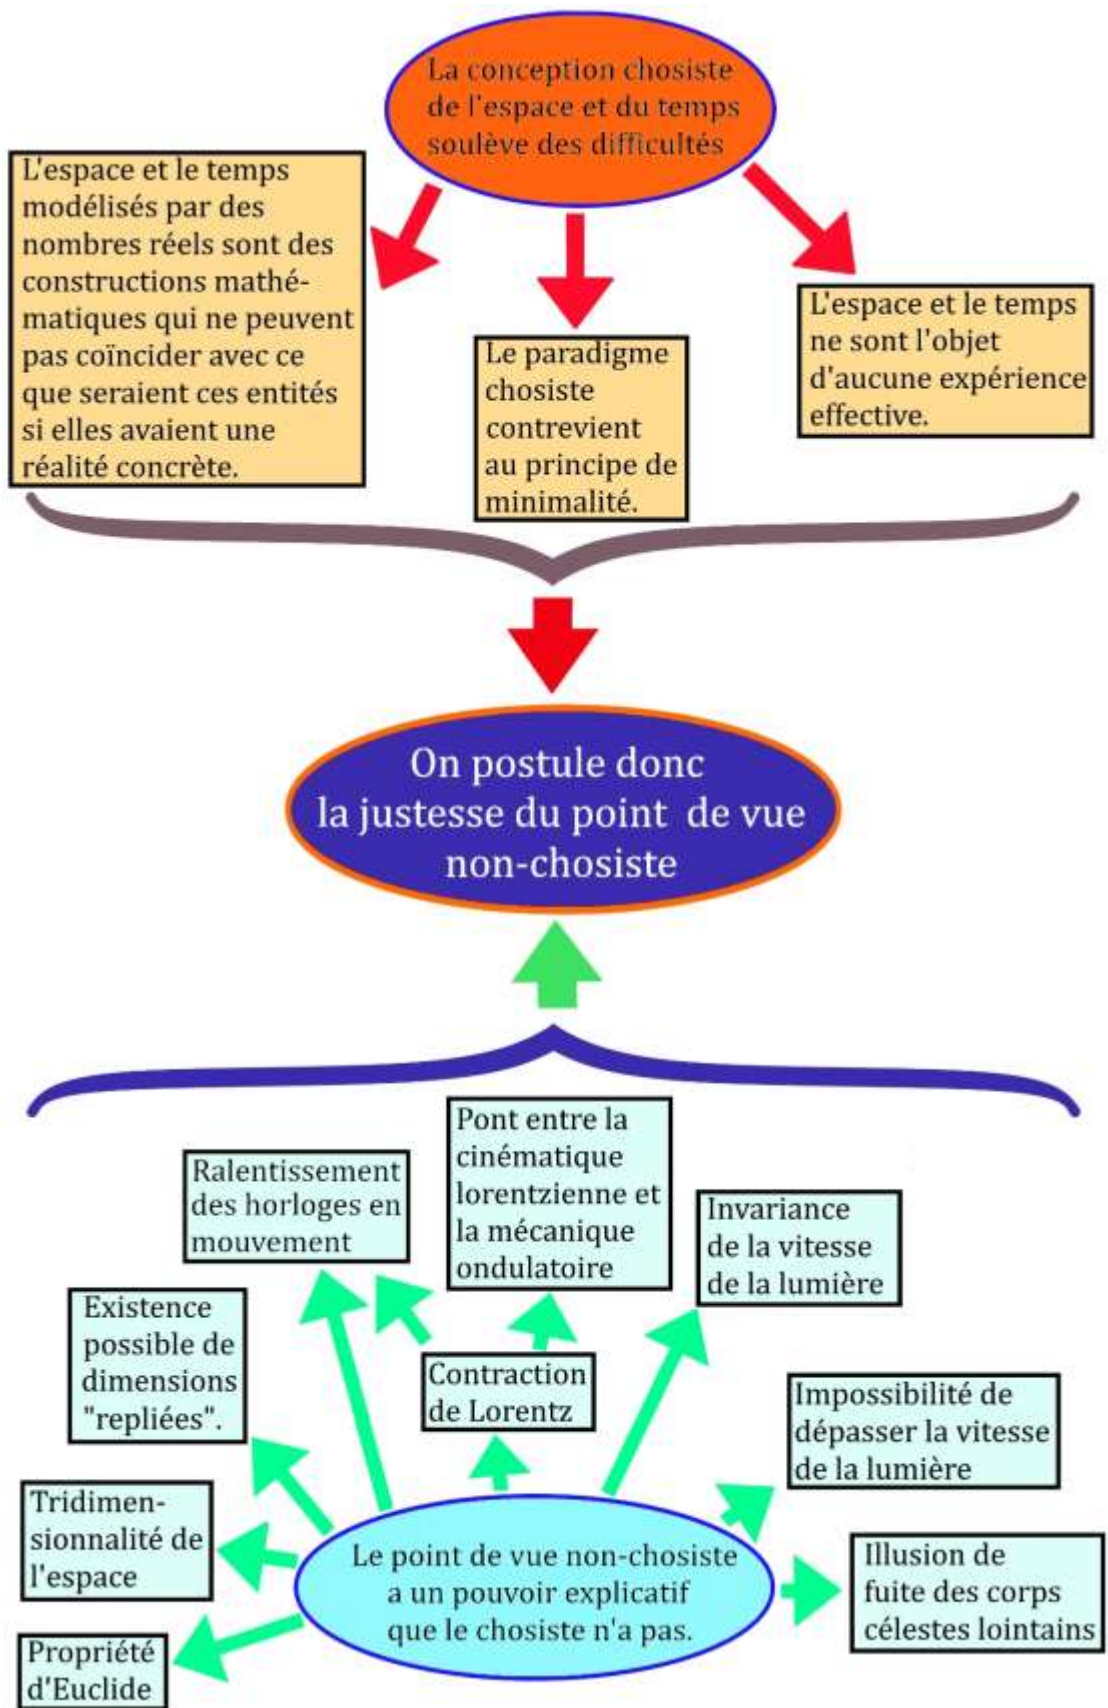 La conception chosiste
de l'espace et du temps
soulève des difficultés
L'espace et le temps
modélisés par des
nombres réels sont des
constructions mathé-
matiques qui ne peuvent
pas coïncider avec ce
que seraient ces entités
si elles avaient une
réalité concrète.
Le paradigme
chosiste
contrevient
au principe de
minimalité.
L'espace et le temps
ne sont l'objet
d'aucune expérience
effective.
On postule donc
la justesse du point de vue
non-chosiste
Ralentissement
des horloges en
mouvement
Pont entre la
cinématique
lorentzienne et
la mécanique
ondulatoire
Invariance
de la vitesse
de la lumière
Existence
possible de
dimensions
"repliées".
Contraction
de Lorentz
Impossibilité de
dépasser la vitesse
de la lumière
Tridimen-
sionnalité de
l'espace
Le point de vue non-chosiste
a un pouvoir explicatif
que le chosiste n'a pas.
Illusion de
fuite des corps
célestes lointains
Propriété
d'Euclide